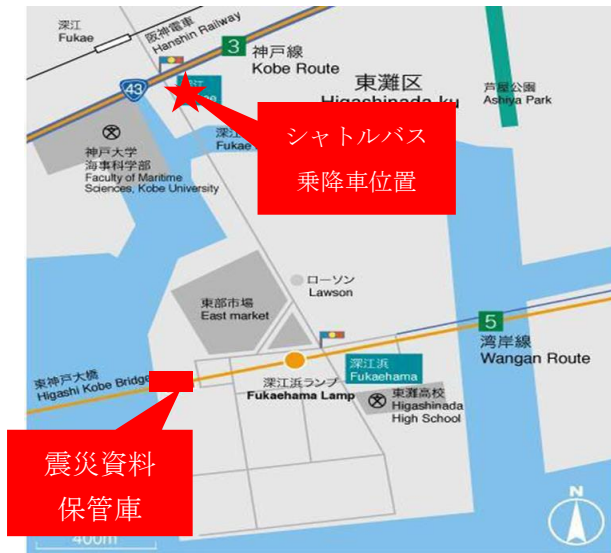 深江
Fukae
阪神電車
Hanshin Railway
3
神戸線
Kobe Route
43
深江
東灘区
Higashinada-ku
芦屋公園
Ashiya Park
シャトルバス
乗降車位置
神戸大学
海事科学部
Faculty of Maritime
Sciences, Kobe University
Fukae
ローソン
Lawson
東部市場
East market
5
湾岸線
Wangan Route
東神戸大橋
Higashi Kobe Bridge
深江浜
Fukaehama
深江浜ランプ
Fukaehama Lamp
東灘高校
Higashinada
High School
震災資料
保管庫
400m
N